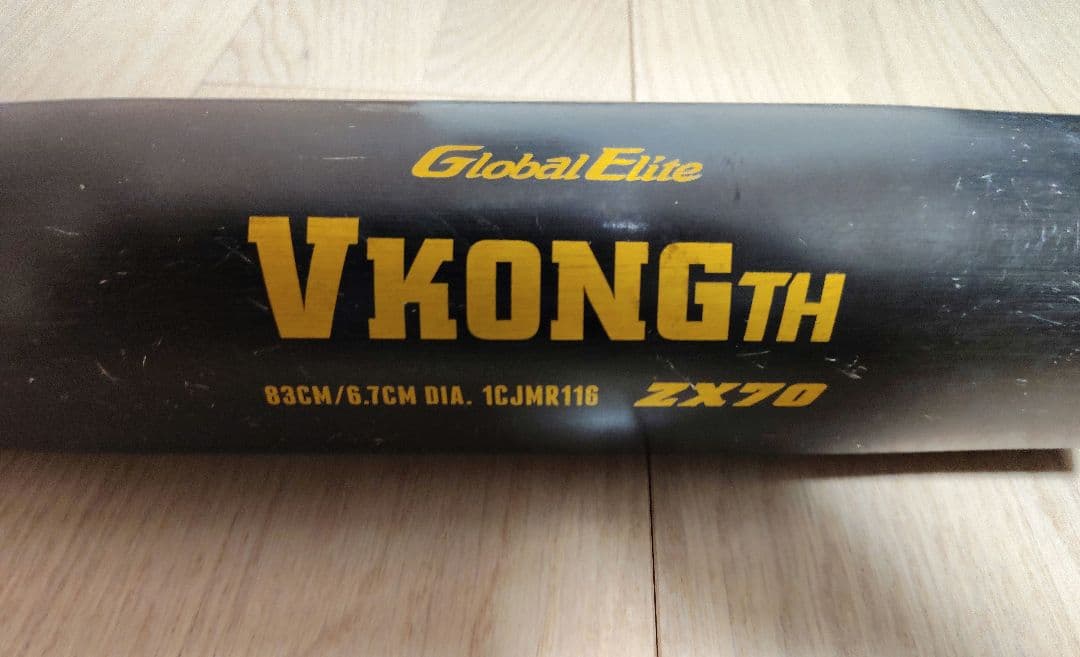 Global Elite
VKONGTH
83CM/6.7CM DIA. 1CJMR116 ZX70